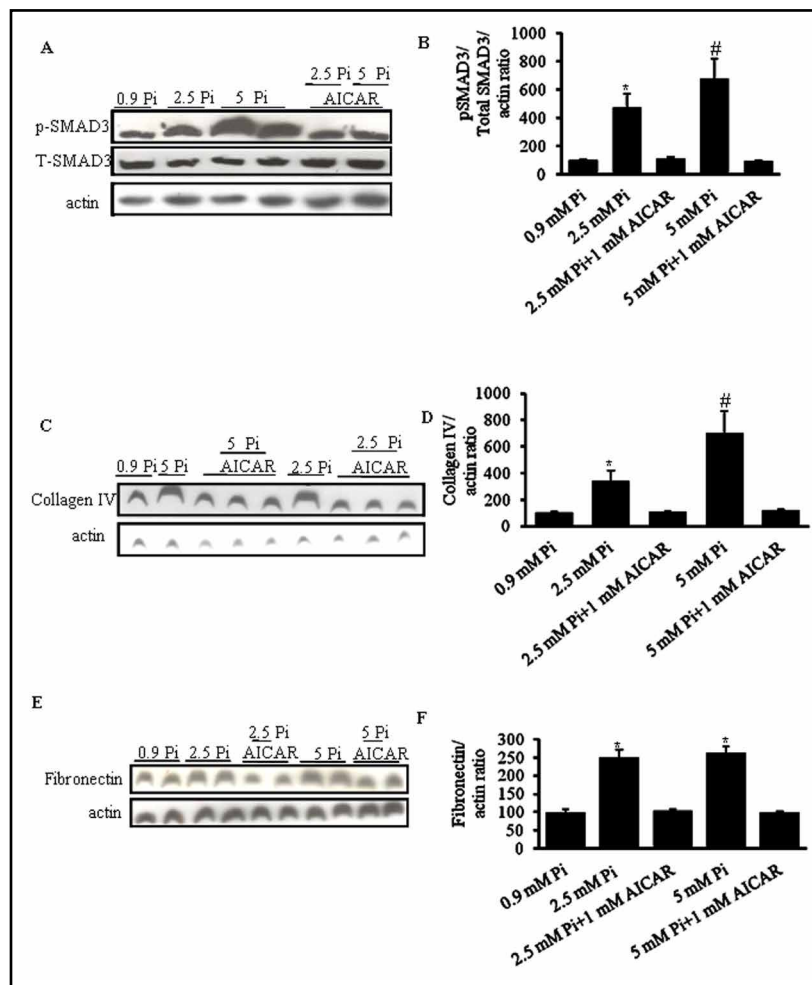 A
2.5 Pi 5 Pi
0.9 Pi 2.5 Pi 5 Pi AICAR
p-SMAD3
T-SMAD3
actin
B
pSMAD3/
Total SMAD3/
actin ratio
1000
800
600
400
200
0
*
#
0.9 mM Pi
2.5 mM Pi
2.5 mM Pi+1 mM AICAR
5 mM Pi
5 mM Pi+1 mM AICAR
C
5 Pi 2.5 Pi
0.9 Pi 5 Pi AICAR 2.5 Pi AICAR
Collagen IV
actin
D
Collagen IV/
actin ratio
1000
800
600
400
200
0
*
#
0.9 mM Pi
2.5 mM Pi
2.5 mM Pi+1 mM AICAR
5 mM Pi
5 mM Pi+1 mM AICAR
E
2.5 Pi 5 Pi
0.9 Pi 2.5 Pi AICAR 5 Pi AICAR
Fibronectin
actin
F
Fibronectin/
actin ratio
300
250
200
150
100
50
0
*
*
0.9 mM Pi
2.5 mM Pi
2.5 mM Pi+1 mM AICAR
5 mM Pi
5 mM Pi+1 mM AICAR